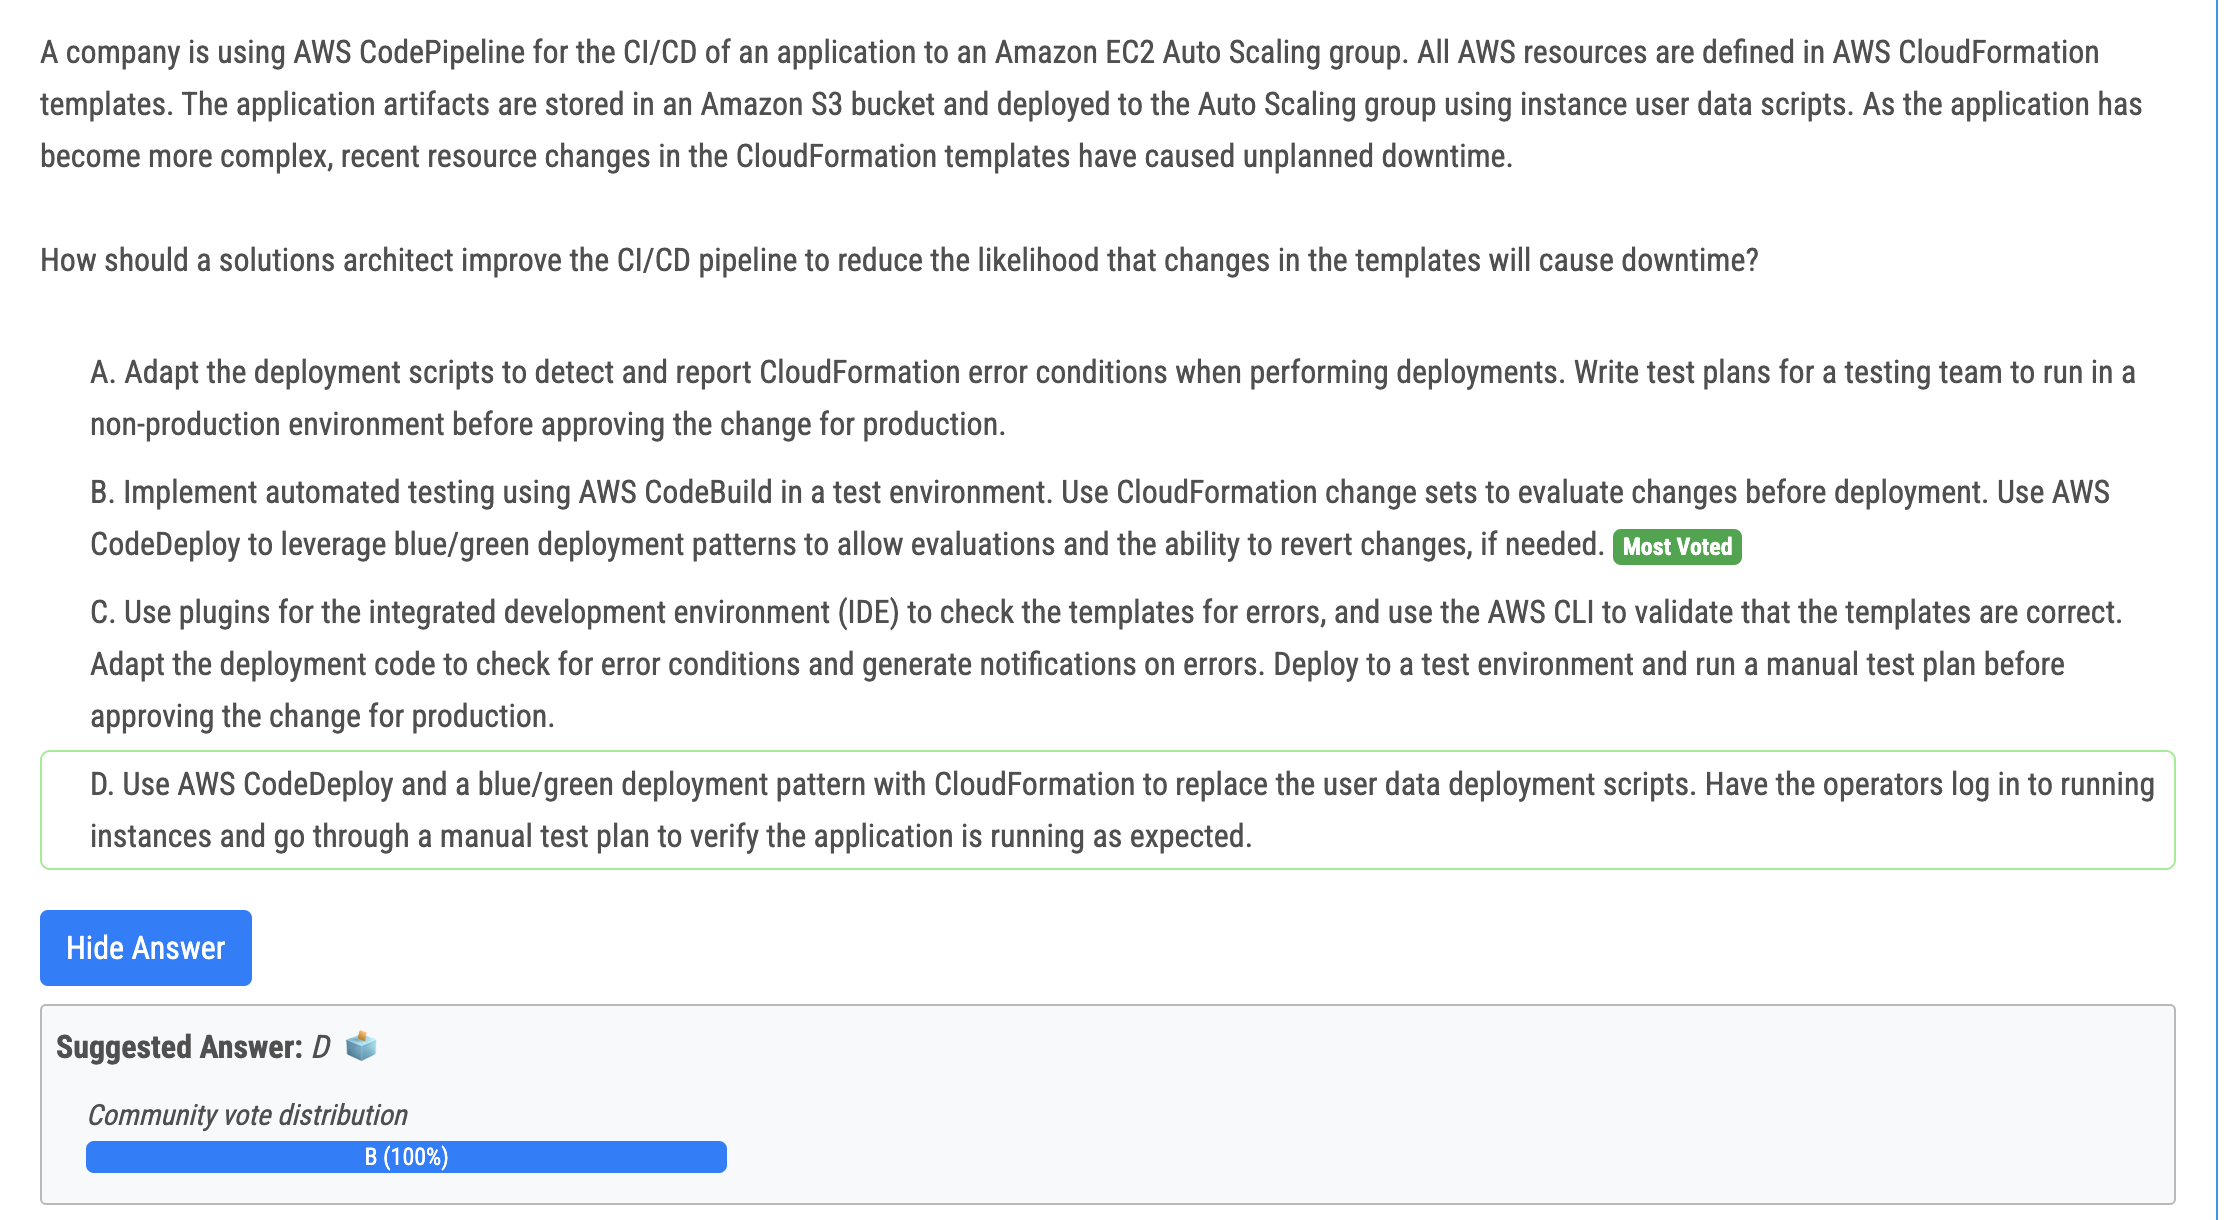 A company is using AWS CodePipeline for the CI/CD of an application to an Amazon EC2 Auto Scaling group. All AWS resources are defined in AWS CloudFormation
templates. The application artifacts are stored in an Amazon S3 bucket and deployed to the Auto Scaling group using instance user data scripts. As the application has
become more complex, recent resource changes in the CloudFormation templates have caused unplanned downtime.
How should a solutions architect improve the CI/CD pipeline to reduce the likelihood that changes in the templates will cause downtime?
A. Adapt the deployment scripts to detect and report CloudFormation error conditions when performing deployments. Write test plans for a testing team to run in a
non-production environment before approving the change for production.
B. Implement automated testing using AWS CodeBuild in a test environment. Use CloudFormation change sets to evaluate changes before deployment. Use AWS
CodeDeploy to leverage blue/green deployment patterns to allow evaluations and the ability to revert changes, if needed. Most Voted
C. Use plugins for the integrated development environment (IDE) to check the templates for errors, and use the AWS CLI to validate that the templates are correct.
Adapt the deployment code to check for error conditions and generate notifications on errors. Deploy to a test environment and run a manual test plan before
approving the change for production.
D. Use AWS CodeDeploy and a blue/green deployment pattern with CloudFormation to replace the user data deployment scripts. Have the operators log in to running
instances and go through a manual test plan to verify the application is running as expected.
Hide Answer
Suggested Answer: D
Community vote distribution
B (100%)